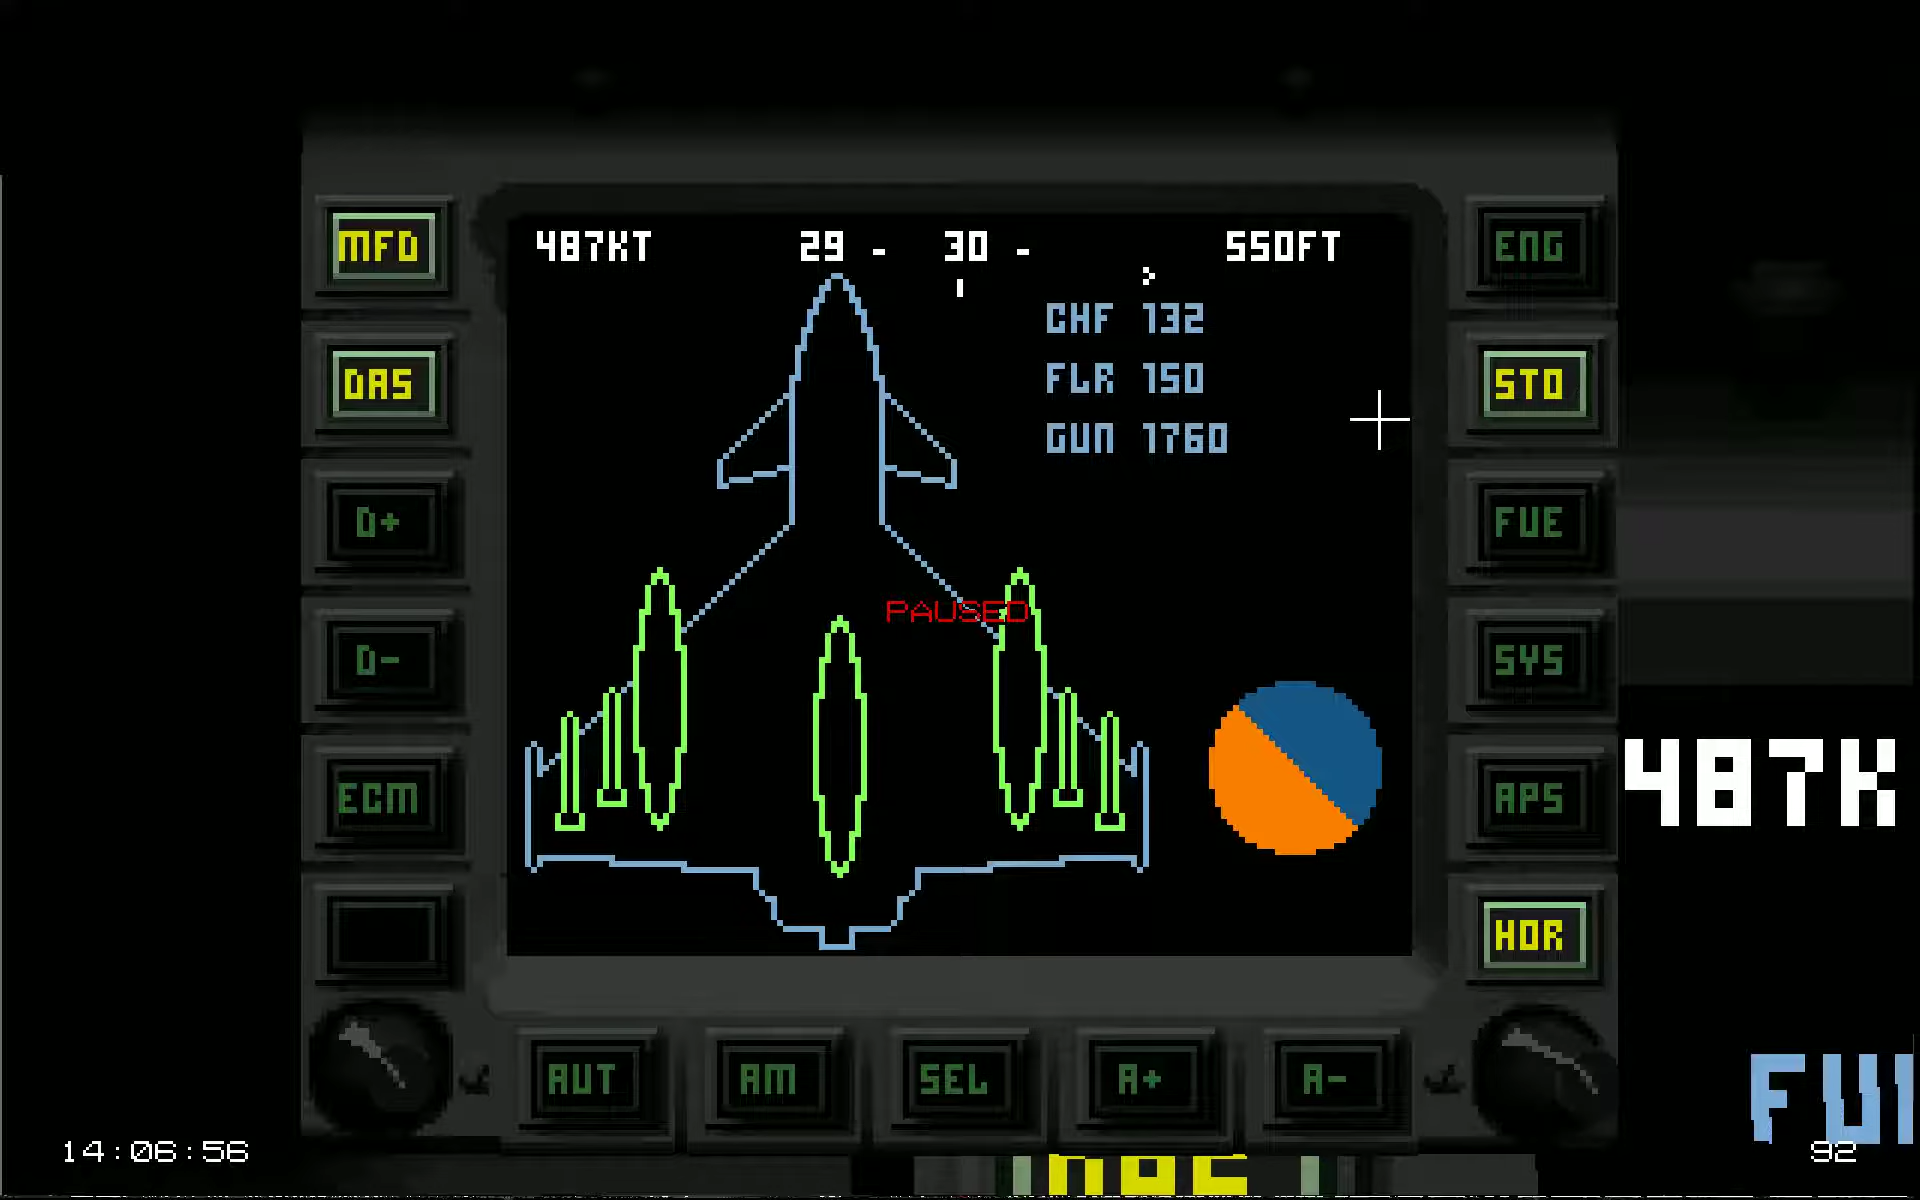 487KT 29 - 30 - 550FT
MFD
ENG
CHF 132
DAS
FLR 150
STO
GUN 1760
D+
FUE
PAUSED
D-
SYS
ECM
APS
487K
HOR
AUT AM SEL A+ A-
FUE
14:06:56
92